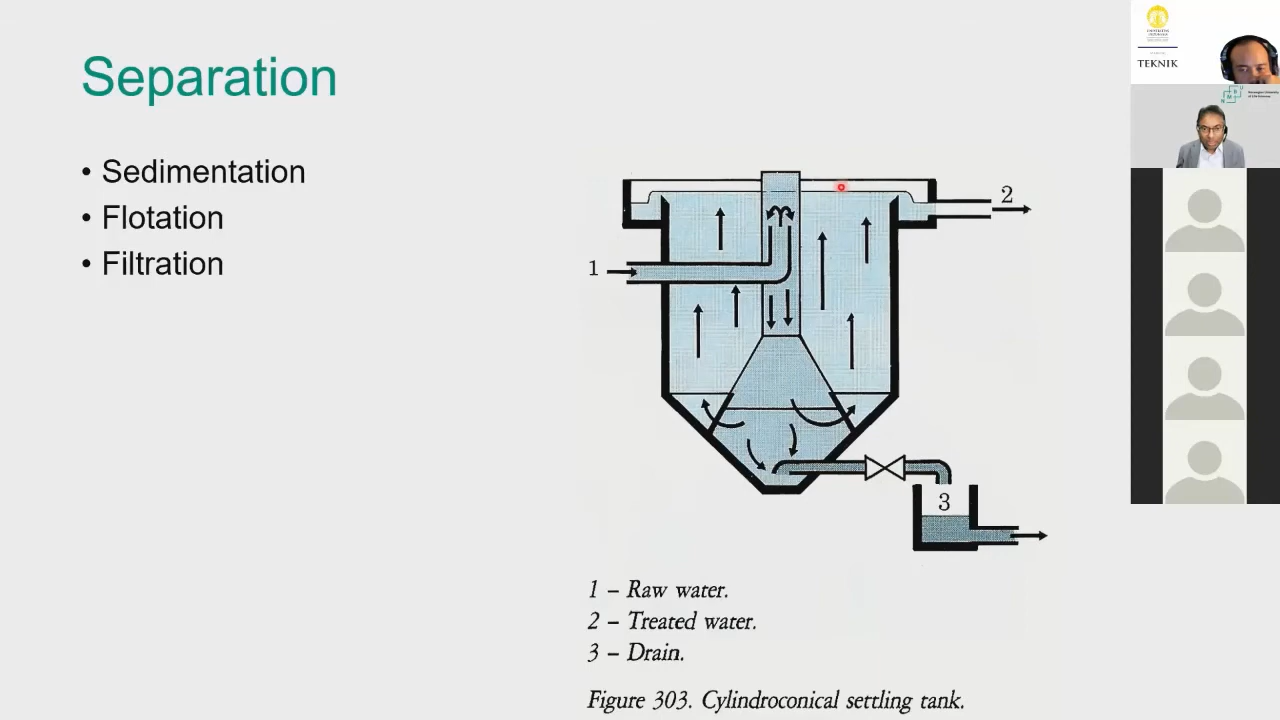 Separation
• Sedimentation
• Flotation
• Filtration
1
2
3
1 – Raw water.
2 – Treated water.
3 – Drain.
Figure 303. Cylindroconical settling tank.
TEKNIK